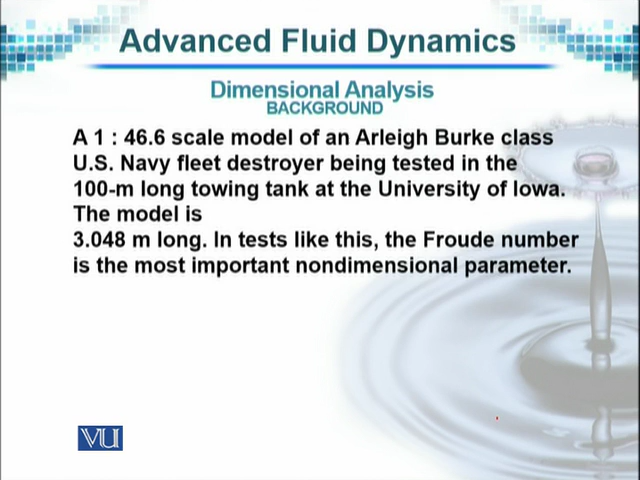 Advanced Fluid Dynamics
Dimensional Analysis
BACKGROUND
A 1 : 46.6 scale model of an Arleigh Burke class
U.S. Navy fleet destroyer being tested in the
100-m long towing tank at the University of Iowa.
The model is
3.048 m long. In tests like this, the Froude number
is the most important nondimensional parameter.
VU